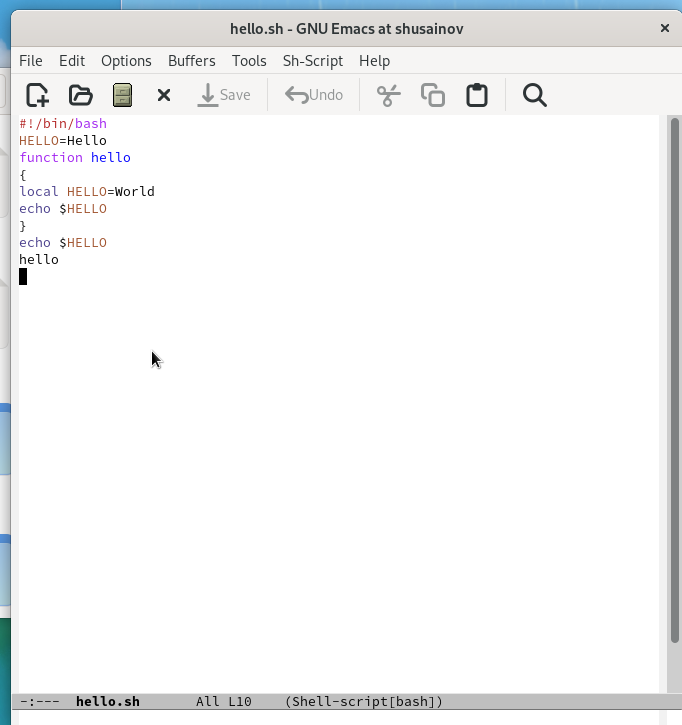 hello.sh - GNU Emacs at shusainov
File Edit Options Buffers Tools Sh-Script Help
Save Undo
#!/bin/bash
HELLO=Hello
function hello
{
local HELLO=World
echo $HELLO
}
echo $HELLO
hello
-:--- hello.sh All L10 (Shell-script[bash])